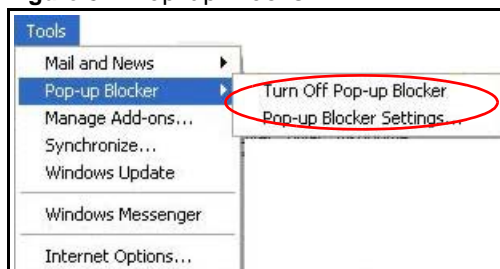 Tools
Mail and News
Pop-up Blocker
Turn Off Pop-up Blocker
Pop-up Blocker Settings...
Manage Add-ons...
Synchronize...
Windows Update
Windows Messenger
Internet Options...